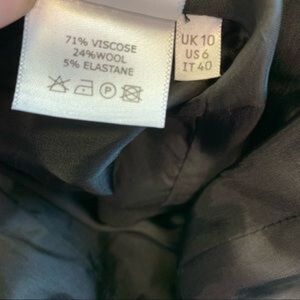 71% VISCOSE
24%WOOL
5% ELASTANE
P
UK 10
US 6
IT 40